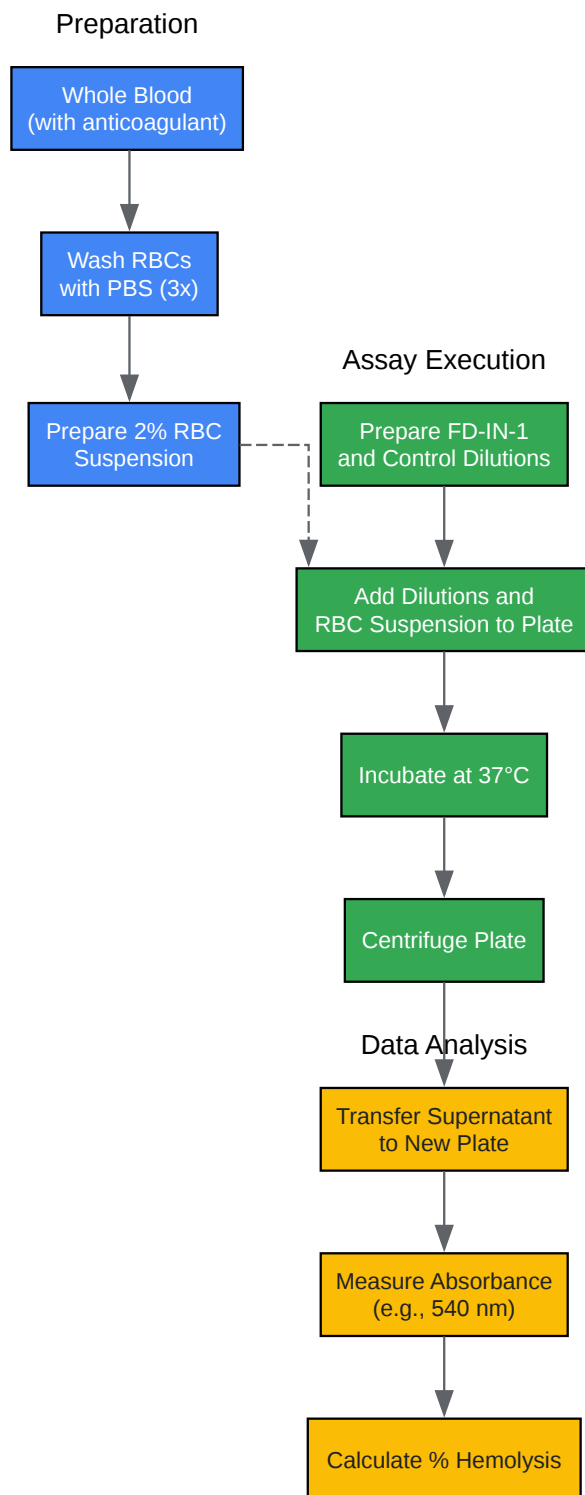 Preparation
Whole Blood
(with anticoagulant)
Wash RBCs
with PBS (3x)
Prepare 2% RBC
Suspension
Assay Execution
Prepare FD-IN-1
and Control Dilutions
Add Dilutions and
RBC Suspension to Plate
Incubate at 37°C
Centrifuge Plate
Data Analysis
Transfer Supernatant
to New Plate
Measure Absorbance
(e.g., 540 nm)
Calculate % Hemolysis